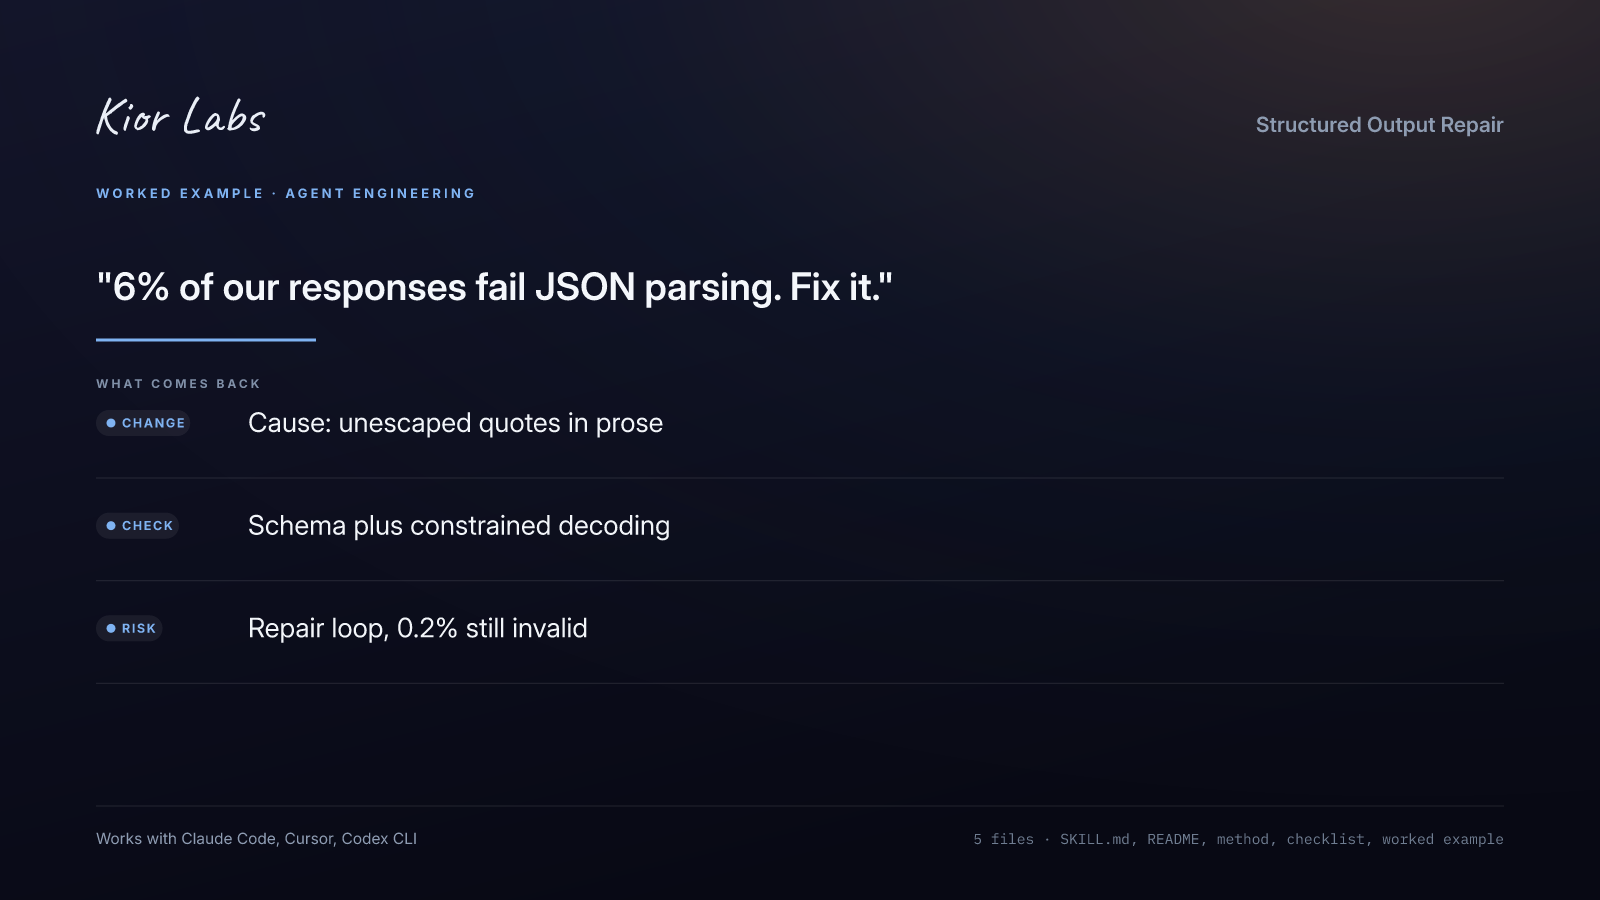 Kior Labs
Structured Output Repair
WORKED EXAMPLE · AGENT ENGINEERING
"6% of our responses fail JSON parsing. Fix it."
WHAT COMES BACK
CHANGE
Cause: unescaped quotes in prose
CHECK
Schema plus constrained decoding
RISK
Repair loop, 0.2% still invalid
Works with Claude Code, Cursor, Codex CLI
5 files · SKILL.md, README, method, checklist, worked example